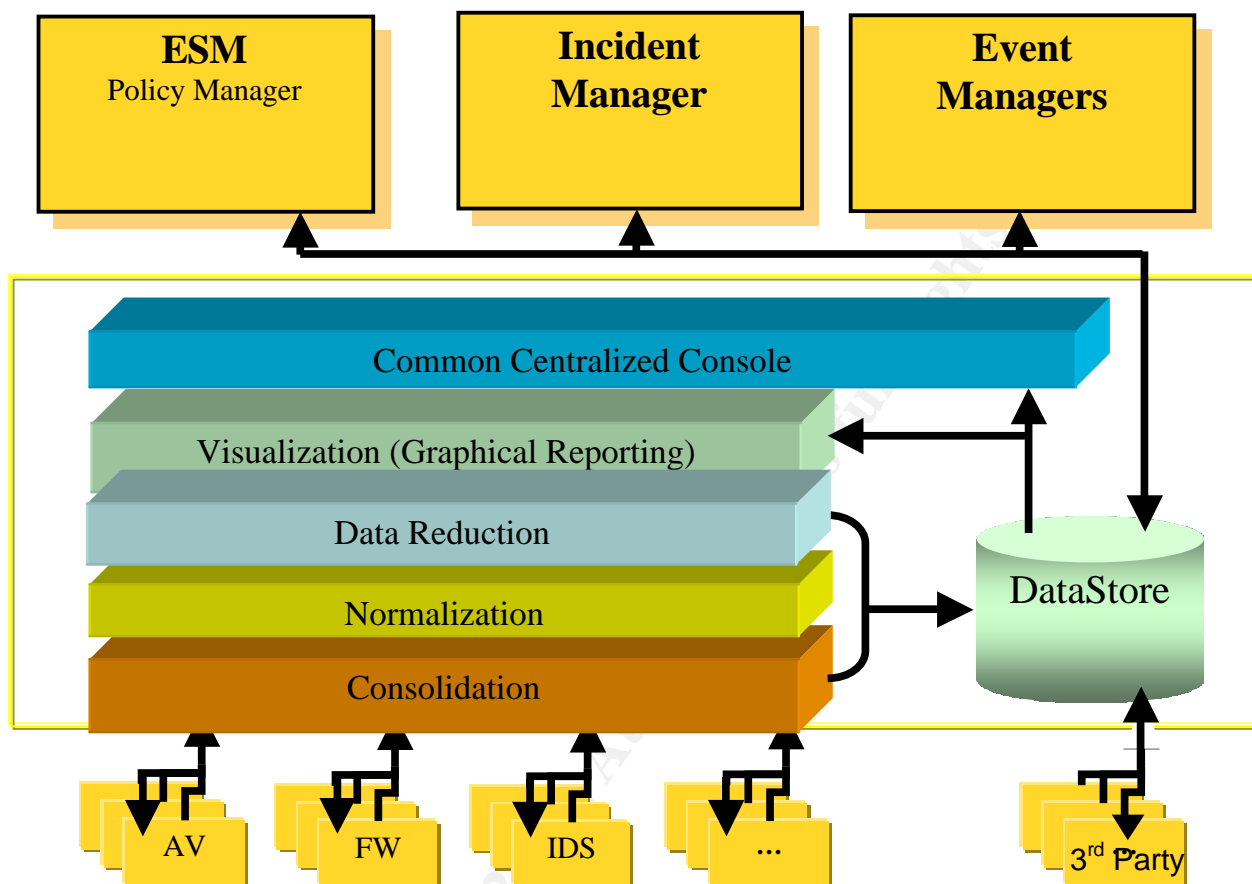 ESM
Policy Manager
Incident
Manager
Event
Managers
Common Centralized Console
Visualization (Graphical Reporting)
Data Reduction
Normalization
Consolidation
DataStore
AV
FW
IDS
...
3rd Party